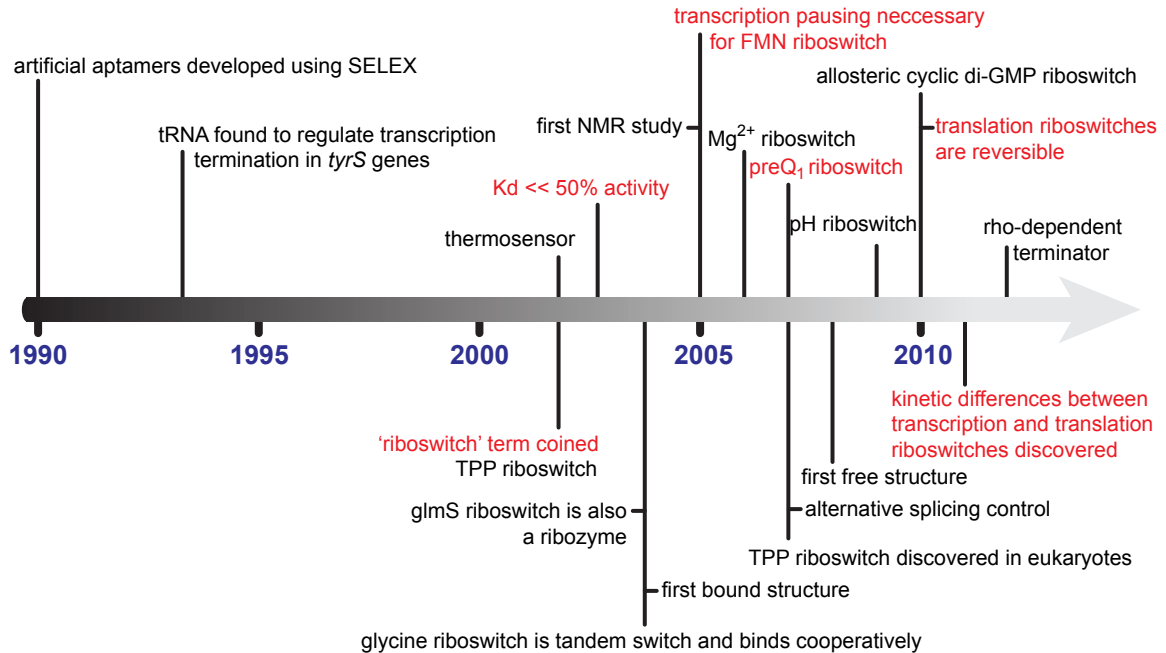 transcription pausing neccessary
for FMN riboswitch
artificial aptamers developed using SELEX
allosteric cyclic di-GMP riboswitch
tRNA found to regulate transcription
termination in tyrS genes
first NMR study
Mg2+ riboswitch
translation riboswitches
are reversible
Kd << 50% activity
preQ1 riboswitch
thermosensor
pH riboswitch
rho-dependent
terminator
1990
1995
2000
2005
2010
'riboswitch' term coined
TPP riboswitch
kinetic differences between
transcription and translation
riboswitches discovered
first free structure
glmS riboswitch is also
a ribozyme
alternative splicing control
TPP riboswitch discovered in eukaryotes
first bound structure
glycine riboswitch is tandem switch and binds cooperatively